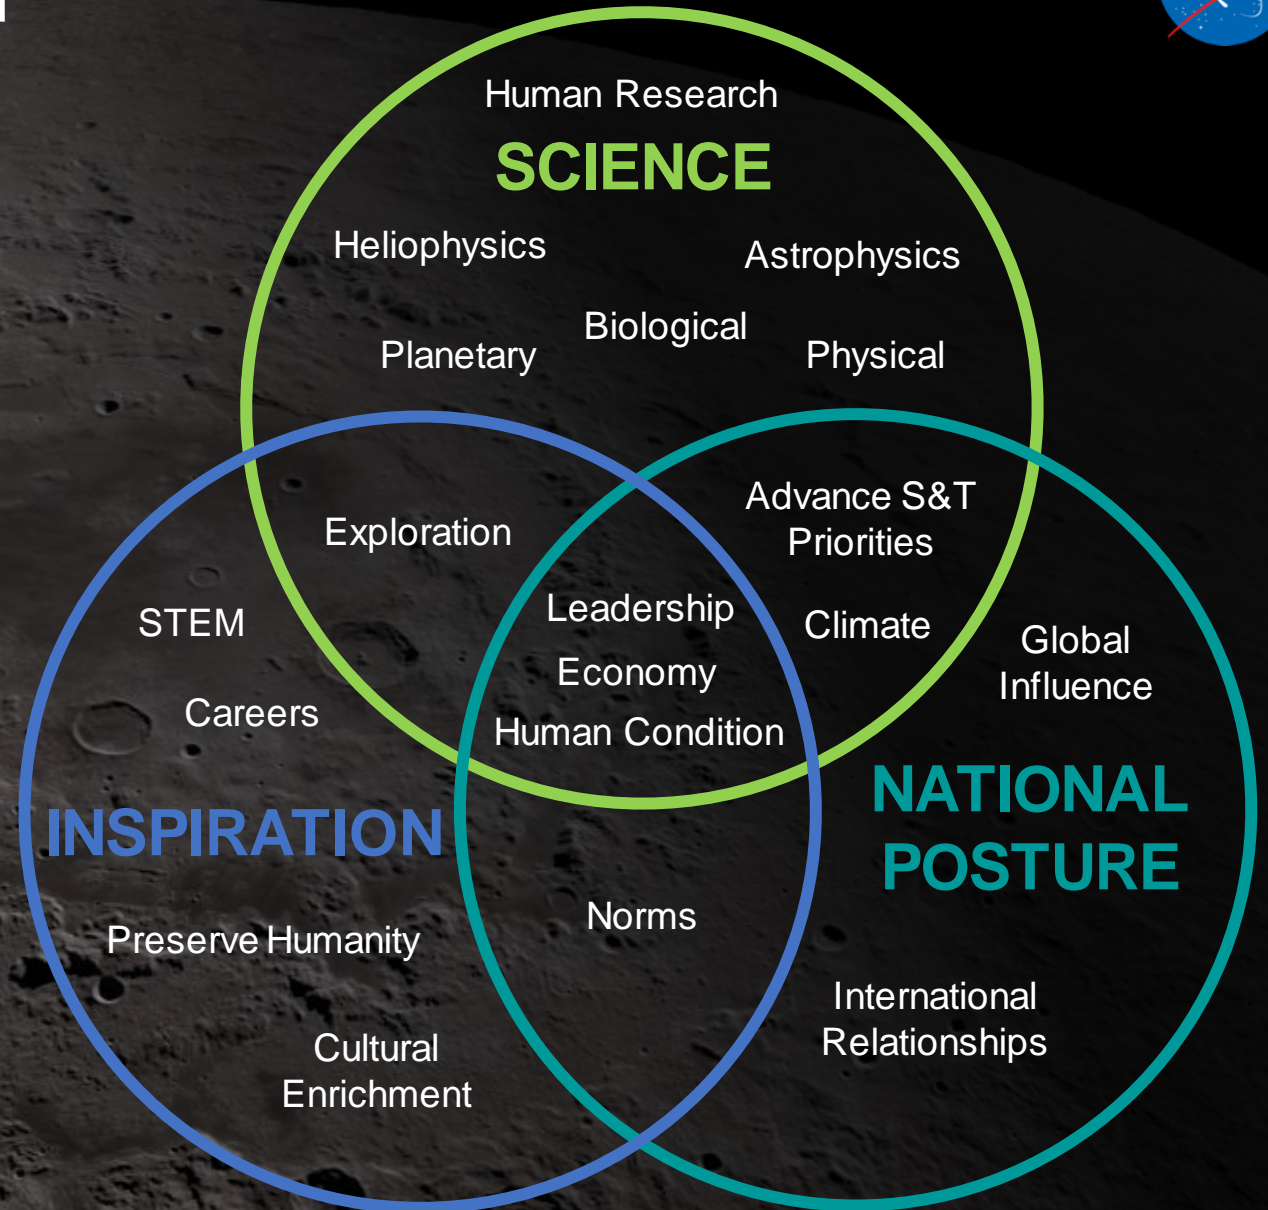 Human Research
SCIENCE
Heliophysics
Astrophysics
Biological
Planetary
Physical
Advance S&T
Priorities
Exploration
Leadership
Climate
STEM
Global
Influence
Economy
Careers
Human Condition
NATIONAL
POSTURE
INSPIRATION
Norms
Preserve Humanity
International
Relationships
Cultural
Enrichment